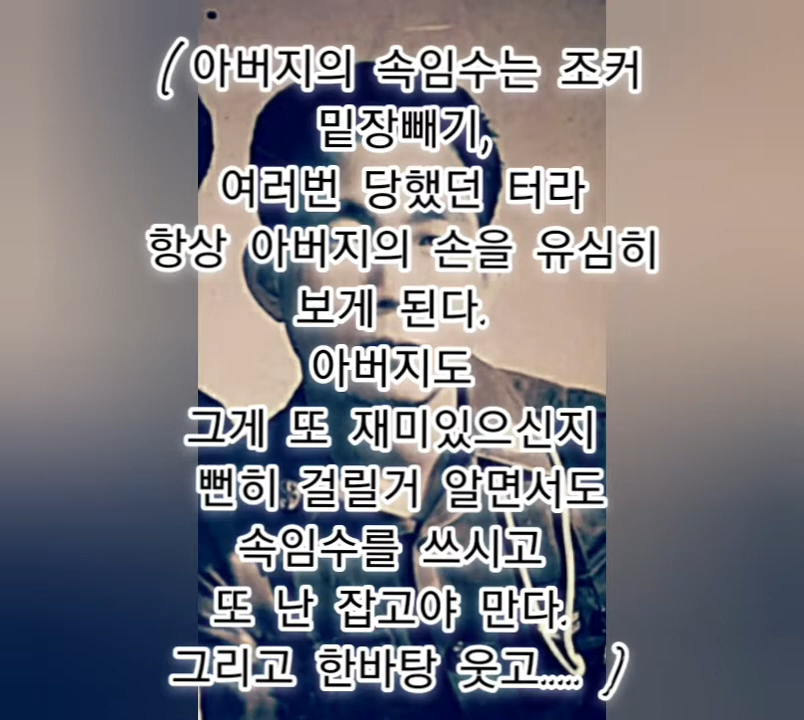 ( 아버지의 속임수는 조커
밑장빼기,
여러번 당했던 터라
항상 아버지의 손을 유심히
보게 된다.
아버지도
그게 또 재미있으신지
뻔히 걸릴거 알면서도
속임수를 쓰시고
또 난 잡고야 만다.
그리고 한바탕 웃고..... )